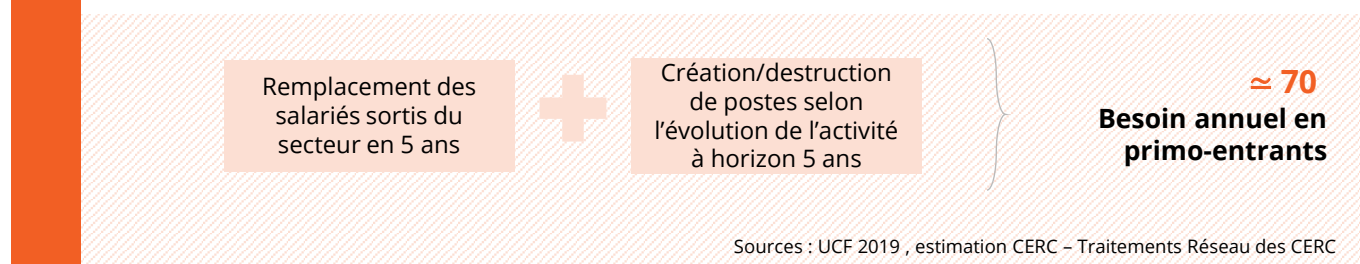 Remplacement des
salariés sortis du
secteur en 5 ans
Création/destruction
de postes selon
l'évolution de l'activité
à horizon 5 ans
≃ 70
Besoin annuel en
primo-entrants
Sources : UCF 2019 , estimation CERC – Traitements Réseau des CERC